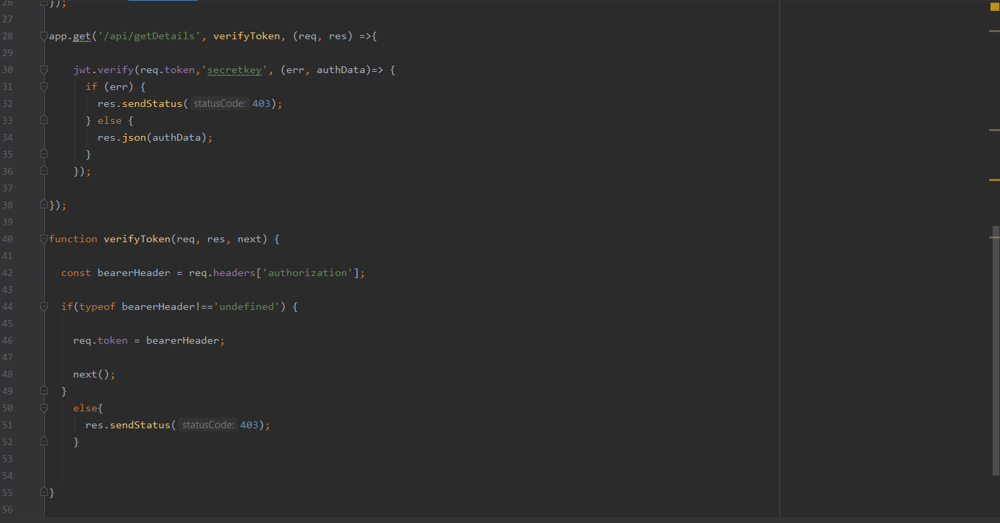 26 });
27
28 app.get('/api/getDetails', verifyToken, (req, res) =>{
29
30 jwt.verify(req.token,'secretkey', (err, authData)=> {
31 if (err) {
32 res.sendStatus( statusCode: 403);
33 } else {
34 res.json(authData);
35 }
36 });
37
38 });
39
40 function verifyToken(req, res, next) {
41
42 const bearerHeader = req.headers['authorization'];
43
44 if(typeof bearerHeader!=='undefined') {
45
46 req.token = bearerHeader;
47
48 next();
49 }
50 else{
51 res.sendStatus( statusCode: 403);
52 }
53
54
55 }
56